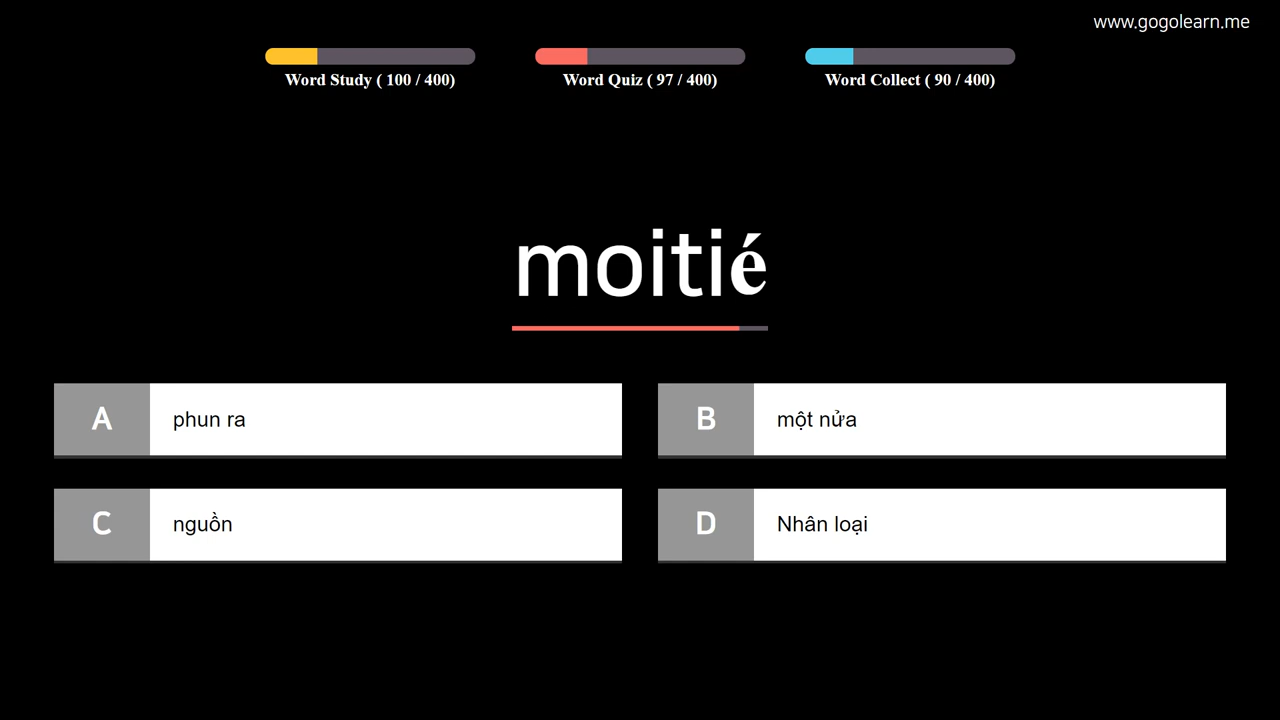 www.gogolearn.me
Word Study ( 100 / 400)
Word Quiz ( 97 / 400)
Word Collect ( 90 / 400)
moitié
A phun ra
B một nửa
C nguồn
D Nhân loại